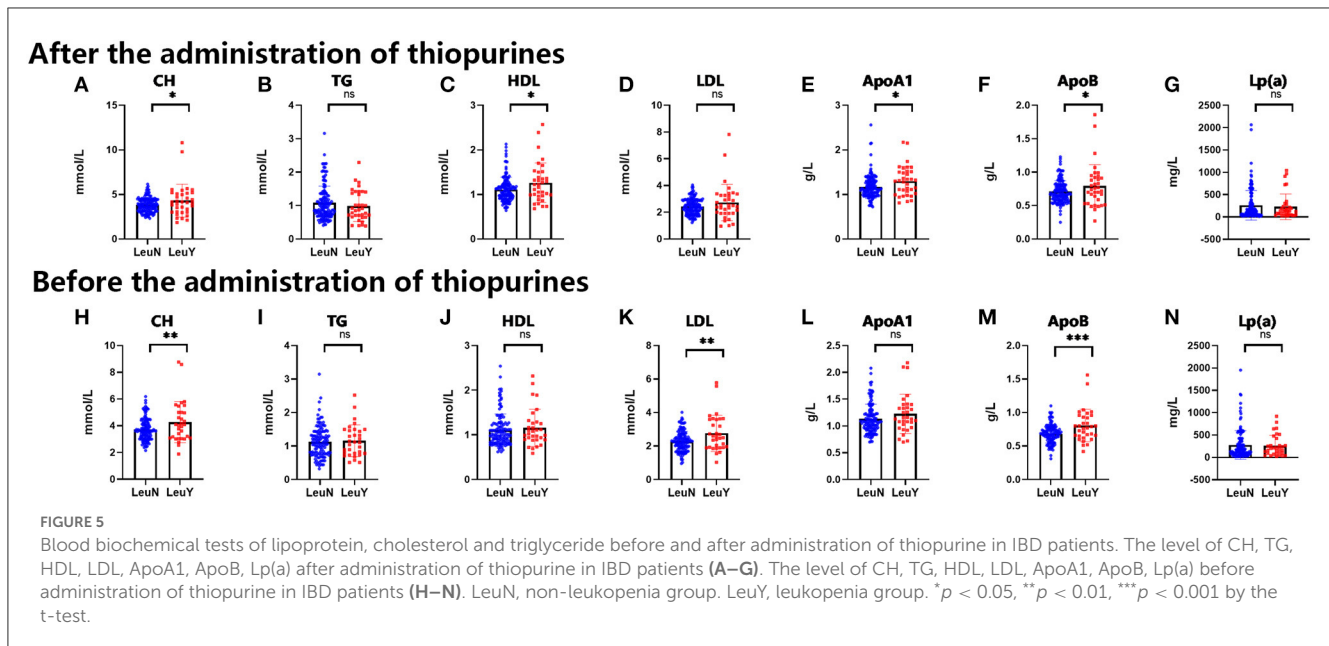 After the administration of thiopurines
A CH B TG C HDL D LDL E ApoA1 F ApoB G Lp(a)
* ns * ns * * ns
mmol/L 15 10 5 0
mmol/L 4 3 2 1 0
mmol/L 3 2 1 0
mmol/L 10 8 6 4 2 0
g/L 3 2 1 0
g/L 2.0 1.5 1.0 0.5 0.0
mg/L 2500 2000 1500 1000 500 0 -500
LeuN LeuY LeuN LeuY LeuN LeuY LeuN LeuY LeuN LeuY LeuN LeuY LeuN LeuY
Before the administration of thiopurines
H CH I TG J HDL K LDL L ApoA1 M ApoB N Lp(a)
** ns ns ** ns *** ns
mmol/L 10 8 6 4 2 0
mmol/L 4 3 2 1 0
mmol/L 3 2 1 0
mmol/L 8 6 4 2 0
g/L 2.5 2.0 1.5 1.0 0.5 0.0
g/L 2.0 1.5 1.0 0.5 0.0
mg/L 2500 2000 1500 1000 500 0 -500
LeuN LeuY LeuN LeuY LeuN LeuY LeuN LeuY LeuN LeuY LeuN LeuY LeuN LeuY
FIGURE 5
Blood biochemical tests of lipoprotein, cholesterol and triglyceride before and after administration of thiopurine in IBD patients. The level of CH, TG,
HDL, LDL, ApoA1, ApoB, Lp(a) after administration of thiopurine in IBD patients (A–G). The level of CH, TG, HDL, LDL, ApoA1, ApoB, Lp(a) before
administration of thiopurine in IBD patients (H–N). LeuN, non-leukopenia group. LeuY, leukopenia group. *p < 0.05, **p < 0.01, ***p < 0.001 by the
t-test.